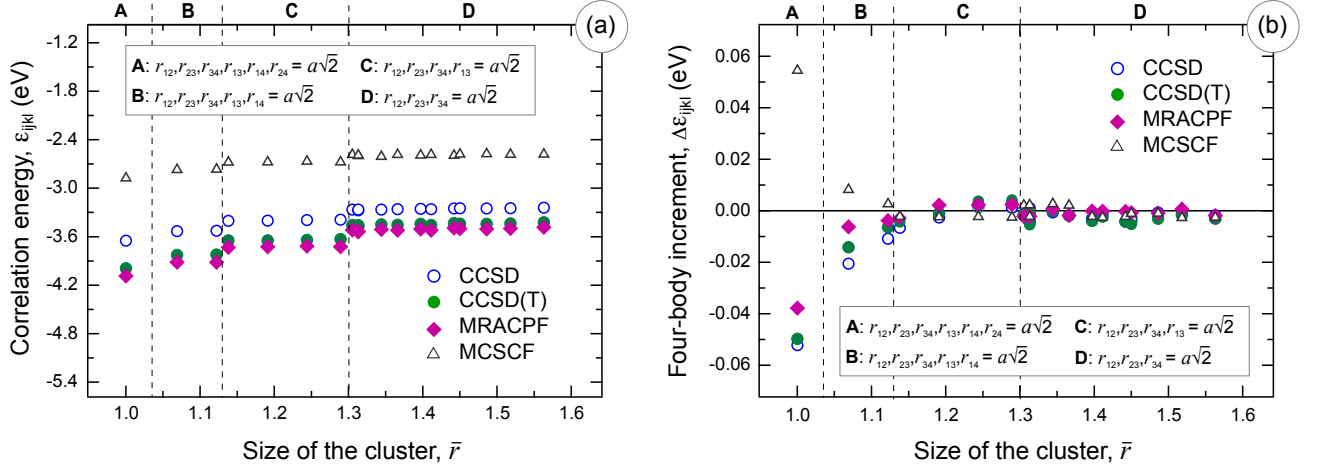 A B C D
(a)
-1.2
-1.8
-2.4
-3.0
-3.6
-4.2
-4.8
-5.4
Correlation energy, ε_ijkl (eV)
A: r₁₂,r₂₃,r₃₄,r₁₃,r₁₄,r₂₄ = a√2 C: r₁₂,r₂₃,r₃₄,r₁₃ = a√2
B: r₁₂,r₂₃,r₃₄,r₁₃,r₁₄ = a√2 D: r₁₂,r₂₃,r₃₄ = a√2
CCSD
CCSD(T)
MRACPF
MCSCF
1.0 1.1 1.2 1.3 1.4 1.5 1.6
Size of the cluster, r̄
A B C D
(b)
0.06
0.04
0.02
0.00
-0.02
-0.04
-0.06
Four-body increment, Δε_ijkl (eV)
CCSD
CCSD(T)
MRACPF
MCSCF
A: r₁₂,r₂₃,r₃₄,r₁₃,r₁₄,r₂₄ = a√2 C: r₁₂,r₂₃,r₃₄,r₁₃ = a√2
B: r₁₂,r₂₃,r₃₄,r₁₃,r₁₄ = a√2 D: r₁₂,r₂₃,r₃₄ = a√2
1.0 1.1 1.2 1.3 1.4 1.5 1.6
Size of the cluster, r̄